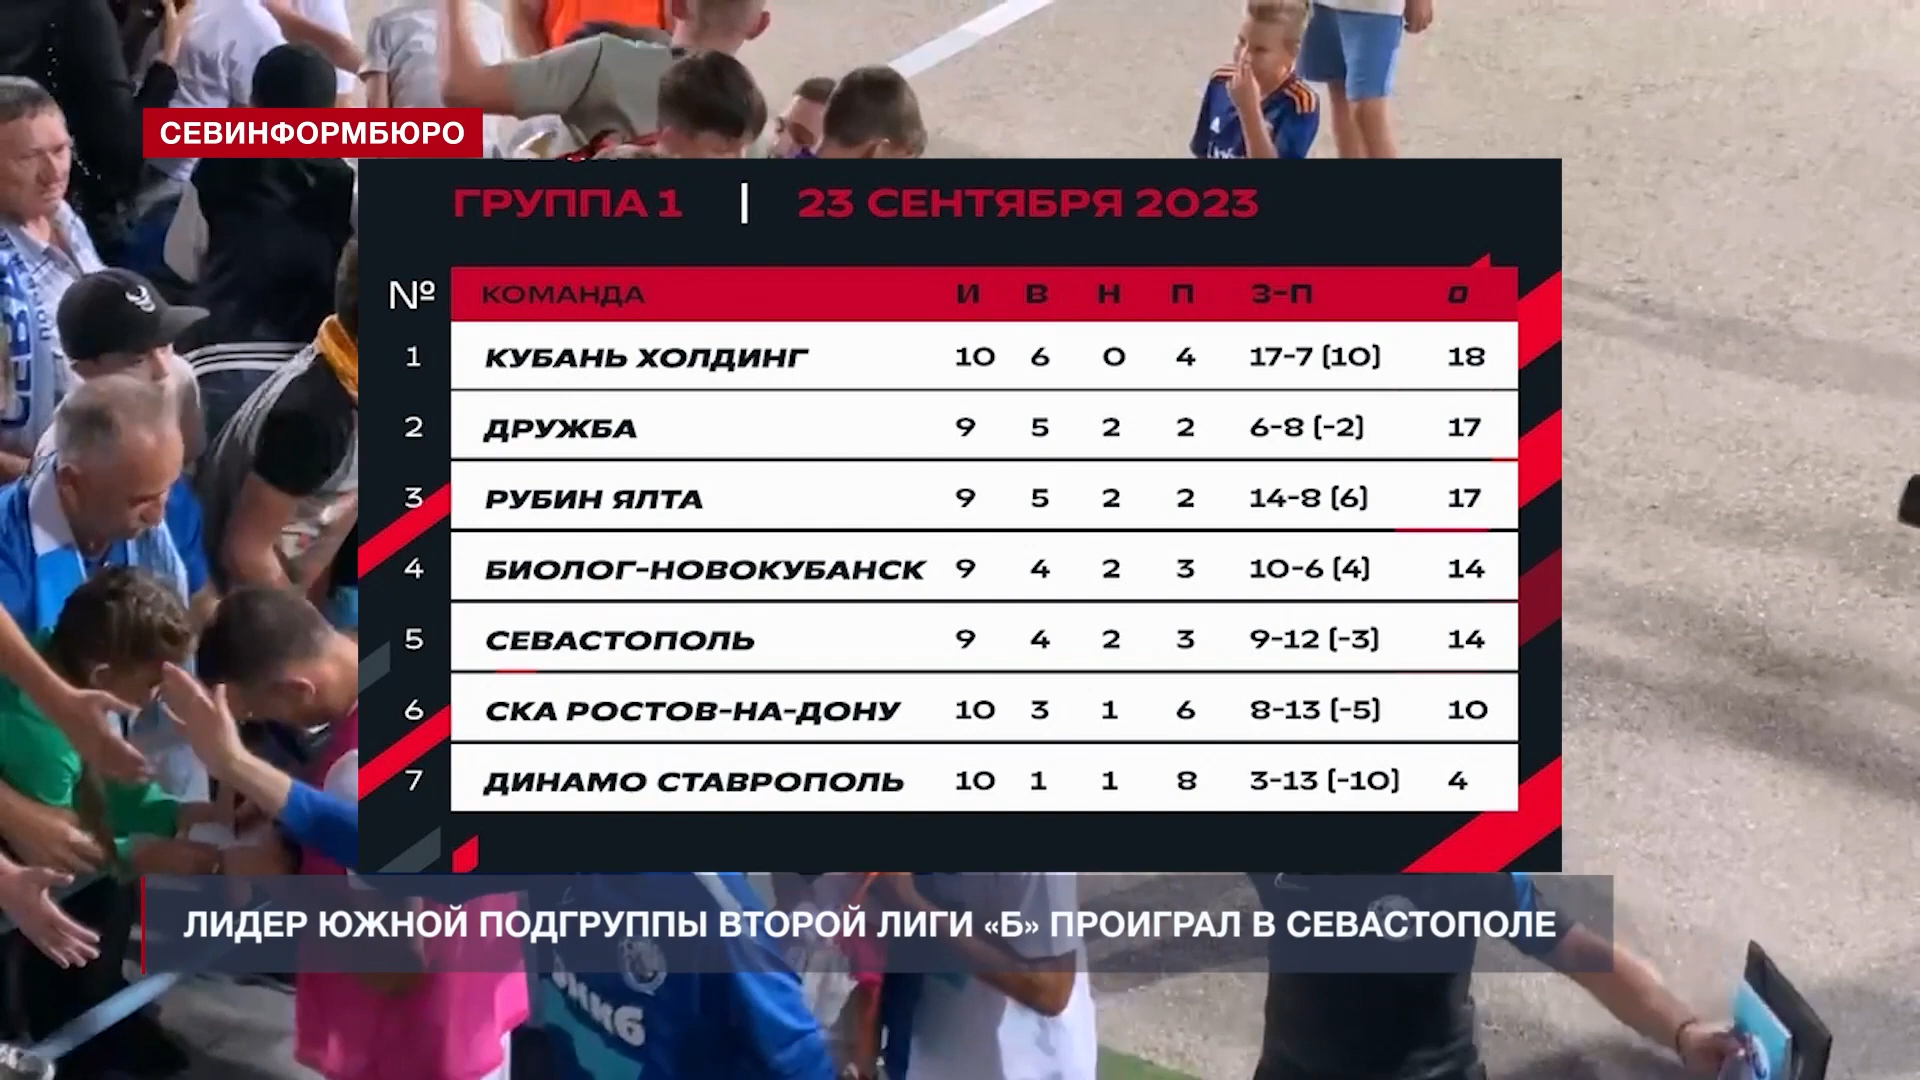 СЕВИНФОРМБЮРО
ГРУППА 1 | 23 СЕНТЯБРЯ 2023
№ КОМАНДА И В Н П З-П О
1 КУБАНЬ ХОЛДИНГ 10 6 0 4 17-7 (10) 18
2 ДРУЖБА 9 5 2 2 6-8 (-2) 17
3 РУБИН ЯЛТА 9 5 2 2 14-8 (6) 17
4 БИОЛОГ-НОВОКУБАНСК 9 4 2 3 10-6 (4) 14
5 СЕВАСТОПОЛЬ 9 4 2 3 9-12 (-3) 14
6 СКА РОСТОВ-НА-ДОНУ 10 3 1 6 8-13 (-5) 10
7 ДИНАМО СТАВРОПОЛЬ 10 1 1 8 3-13 (-10) 4
ЛИДЕР ЮЖНОЙ ПОДГРУППЫ ВТОРОЙ ЛИГИ «Б» ПРОИГРАЛ В СЕВАСТОПОЛЕ